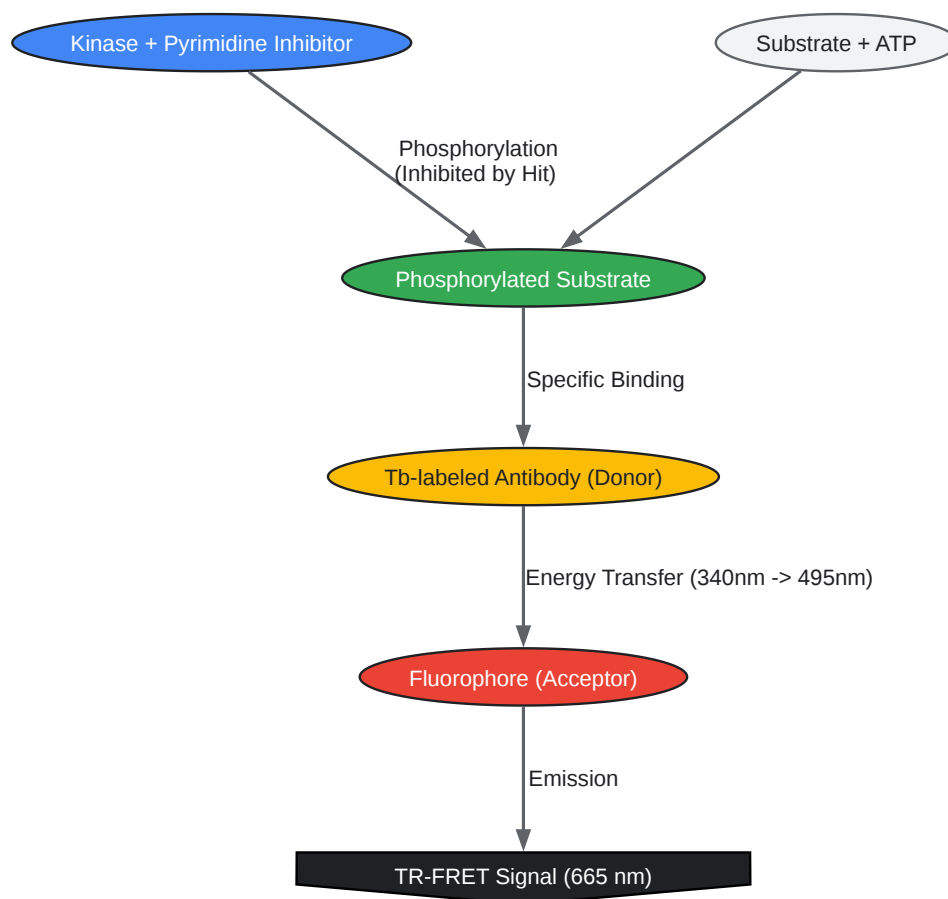 Kinase + Pyrimidine Inhibitor
Substrate + ATP
Phosphorylation
(Inhibited by Hit)
Phosphorylated Substrate
Specific Binding
Tb-labeled Antibody (Donor)
Energy Transfer (340nm -> 495nm)
Fluorophore (Acceptor)
Emission
TR-FRET Signal (665 nm)